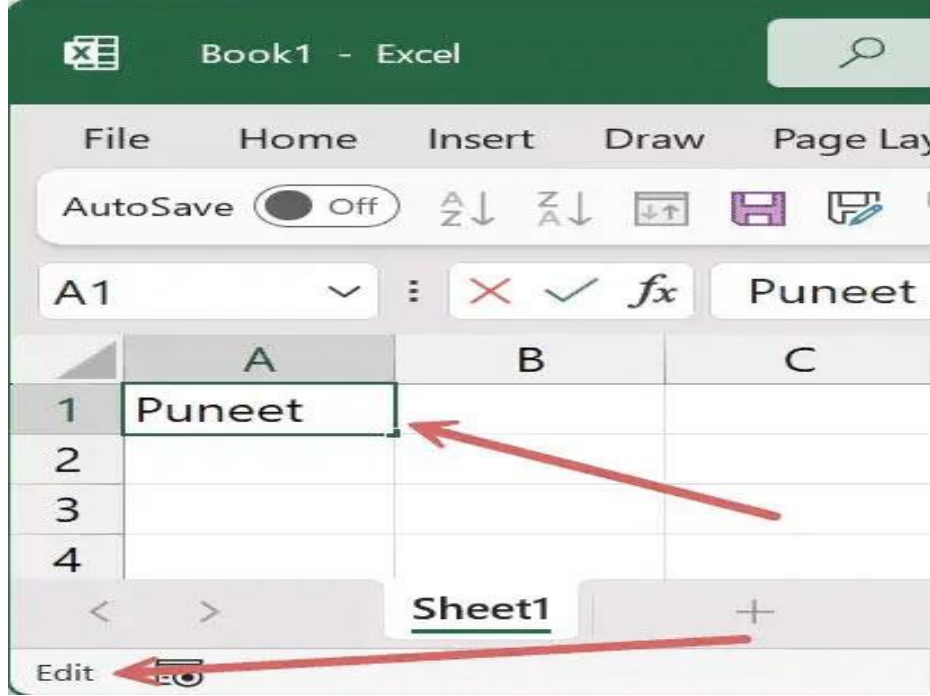 Book1 - Excel
File Home Insert Draw Page Lay
AutoSave Off
A1 fx Puneet
A B C
1 Puneet
2
3
4
Sheet1
Edit